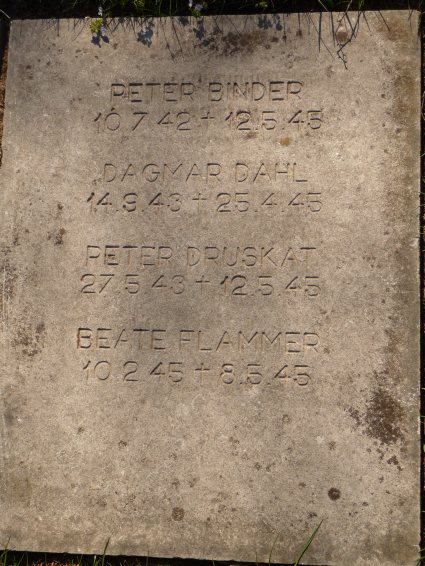 PETER BINDER
10.7.42 + 12.5.45
DAGMAR DAHL
14.9.43 + 25.4.45
PETER DRUSKAT
27.5.43 + 12.5.45
BEATE FLAMMER
10.2.45 + 8.5.45